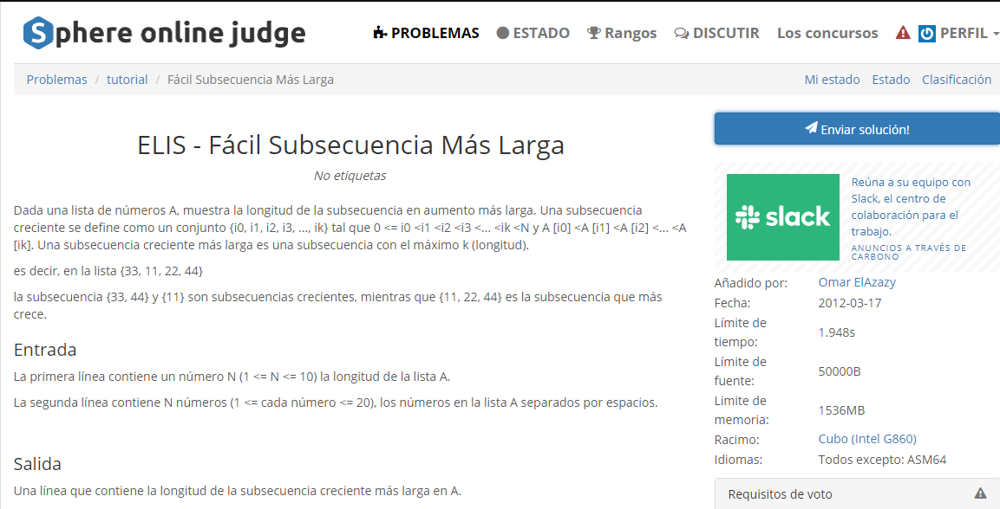 Sphere online judge
PROBLEMAS ESTADO Rangos DISCUTIR Los concursos PERFIL
Problemas / tutorial / Fácil Subsecuencia Más Larga
Mi estado Estado Clasificación
ELIS - Fácil Subsecuencia Más Larga
No etiquetas
Dada una lista de números A, muestra la longitud de la subsecuencia en aumento más larga. Una subsecuencia
creciente se define como un conjunto {i0, i1, i2, i3, ..., ik} tal que 0 <= i0 <i1 <i2 <i3 <... <ik <N y A [i0] <A [i1] <A [i2] <... <A
[ik]. Una subsecuencia creciente más larga es una subsecuencia con el máximo k (longitud).
es decir, en la lista {33, 11, 22, 44}
la subsecuencia {33, 44} y {11} son subsecuencias crecientes, mientras que {11, 22, 44} es la subsecuencia que más
crece.
Entrada
La primera línea contiene un número N (1 <= N <= 10) la longitud de la lista A.
La segunda línea contiene N números (1 <= cada número <= 20), los números en la lista A separados por espacios.
Salida
Una línea que contiene la longitud de la subsecuencia creciente más larga en A.
Enviar solución!
slack
Reúna a su equipo con
Slack, el centro de
colaboración para el
trabajo.
ANUNCIOS A TRAVÉS DE
CARBONO
Añadido por: Omar ElAzazy
Fecha: 2012-03-17
Límite de
tiempo: 1.948s
Límite de
fuente: 50000B
Limite de
memoria: 1536MB
Racimo: Cubo (Intel G860)
Idiomas: Todos excepto: ASM64
Requisitos de voto